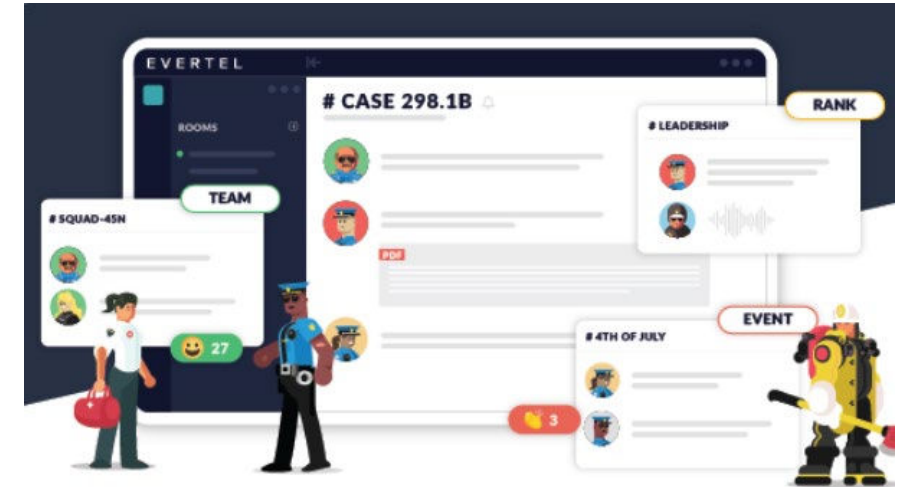 EVERTEL
# CASE 298.1B
RANK
# LEADERSHIP
ROOMS
TEAM
# SQUAD-45N
PDF
27
EVENT
# 4TH OF JULY
3